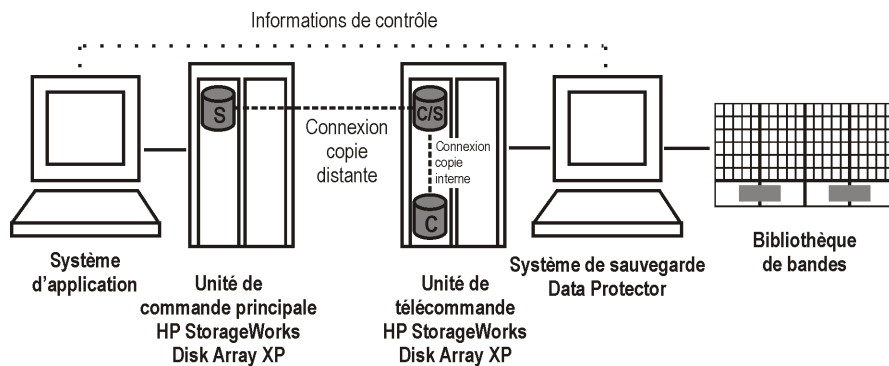 Informations de contrôle
S
C/S
Connexion
copie
distante
Connexion
copie
interne
C
Système
d'application
Unité de
commande principale
HP StorageWorks
Disk Array XP
Unité de
télécommande
HP StorageWorks
Disk Array XP
Système de sauvegarde
Data Protector
Bibliothèque
de bandes